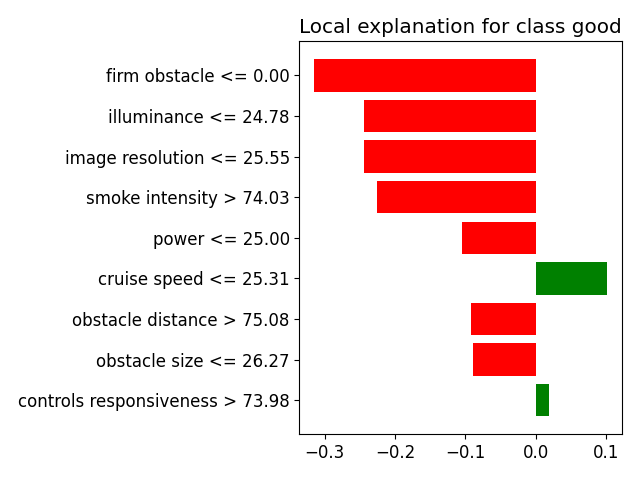 Local explanation for class good
firm obstacle <= 0.00
illuminance <= 24.78
image resolution <= 25.55
smoke intensity > 74.03
power <= 25.00
cruise speed <= 25.31
obstacle distance > 75.08
obstacle size <= 26.27
controls responsiveness > 73.98
−0.3 −0.2 −0.1 0.0 0.1